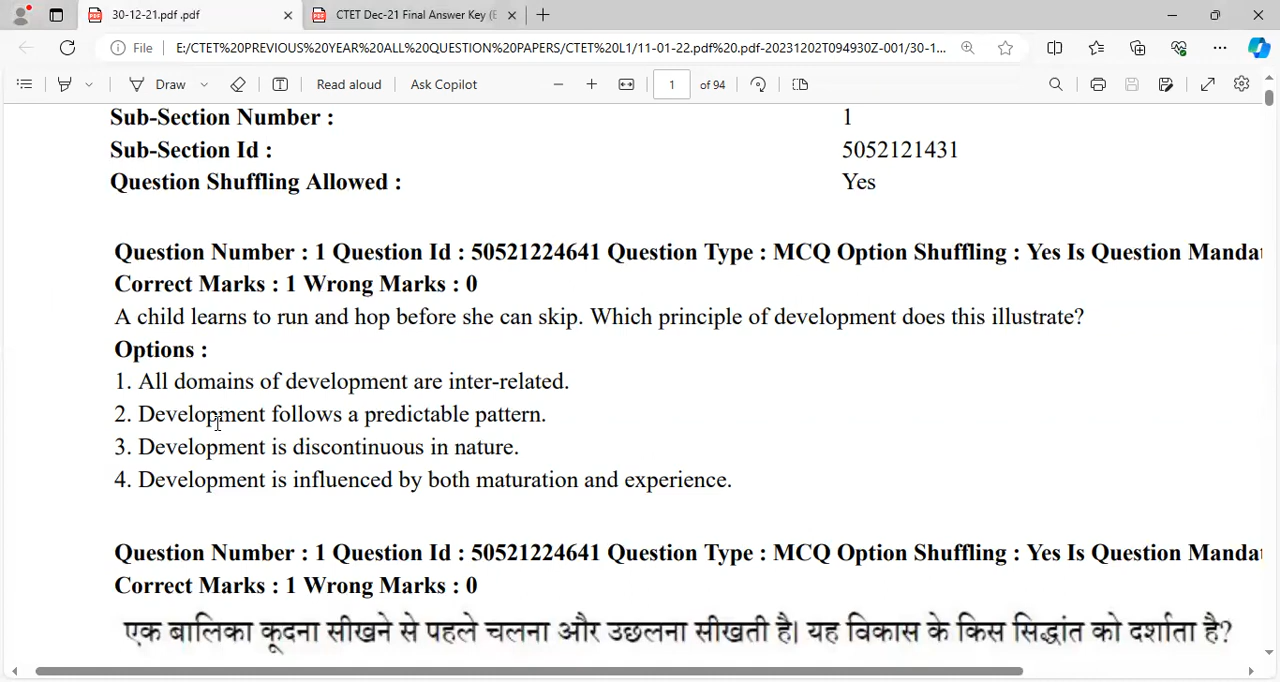 30-12-21.pdf .pdf
CTET Dec-21 Final Answer Key (E
File
E:/CTET%20PREVIOUS%20YEAR%20ALL%20QUESTION%20PAPERS/CTET%20L1/11-01-22.pdf%20.pdf-20231202T094930Z-001/30-1...
Draw
Read aloud
Ask Copilot
1 of 94
Sub-Section Number : 1
Sub-Section Id : 5052121431
Question Shuffling Allowed : Yes
Question Number : 1 Question Id : 50521224641 Question Type : MCQ Option Shuffling : Yes Is Question Manda
Correct Marks : 1 Wrong Marks : 0
A child learns to run and hop before she can skip. Which principle of development does this illustrate?
Options :
1. All domains of development are inter-related.
2. Development follows a predictable pattern.
3. Development is discontinuous in nature.
4. Development is influenced by both maturation and experience.
Question Number : 1 Question Id : 50521224641 Question Type : MCQ Option Shuffling : Yes Is Question Manda
Correct Marks : 1 Wrong Marks : 0
एक बालिका कूदना सीखने से पहले चलना और उछलना सीखती है। यह विकास के किस सिद्धांत को दर्शाता है?